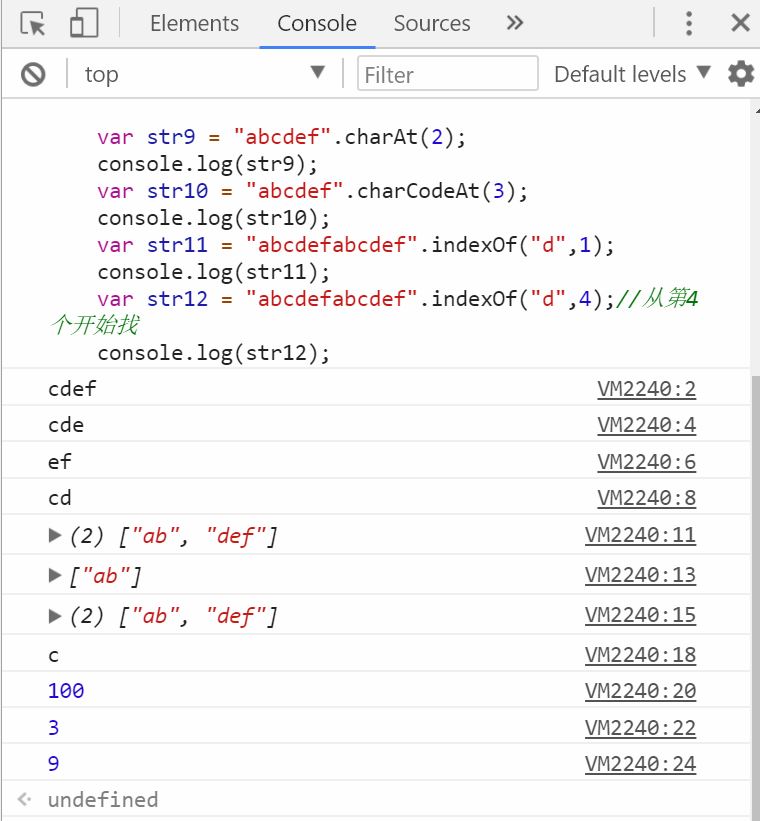 Elements Console Sources »
top Filter Default levels
var str9 = "abcdef".charAt(2);
console.log(str9);
var str10 = "abcdef".charCodeAt(3);
console.log(str10);
var str11 = "abcdefabcdef".indexOf("d",1);
console.log(str11);
var str12 = "abcdefabcdef".indexOf("d",4);//从第4
个开始找
console.log(str12);
cdef VM2240:2
cde VM2240:4
ef VM2240:6
cd VM2240:8
(2) ["ab", "def"] VM2240:11
["ab"] VM2240:13
(2) ["ab", "def"] VM2240:15
c VM2240:18
100 VM2240:20
3 VM2240:22
9 VM2240:24
undefined